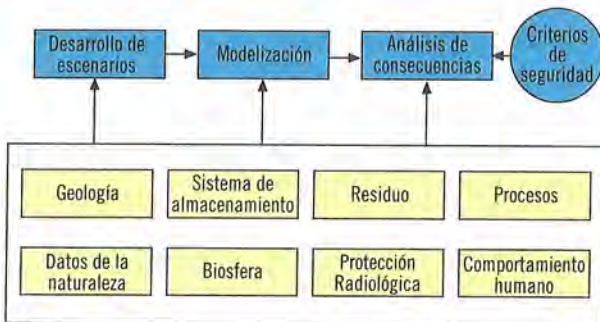 Desarrollo de
escenarios
Modelización
Análisis de
consecuencias
Criterios
de
seguridad
Geología
Sistema de
almacenamiento
Residuo
Procesos
Datos de la
naturaleza
Biosfera
Protección
Radiológica
Comportamiento
humano